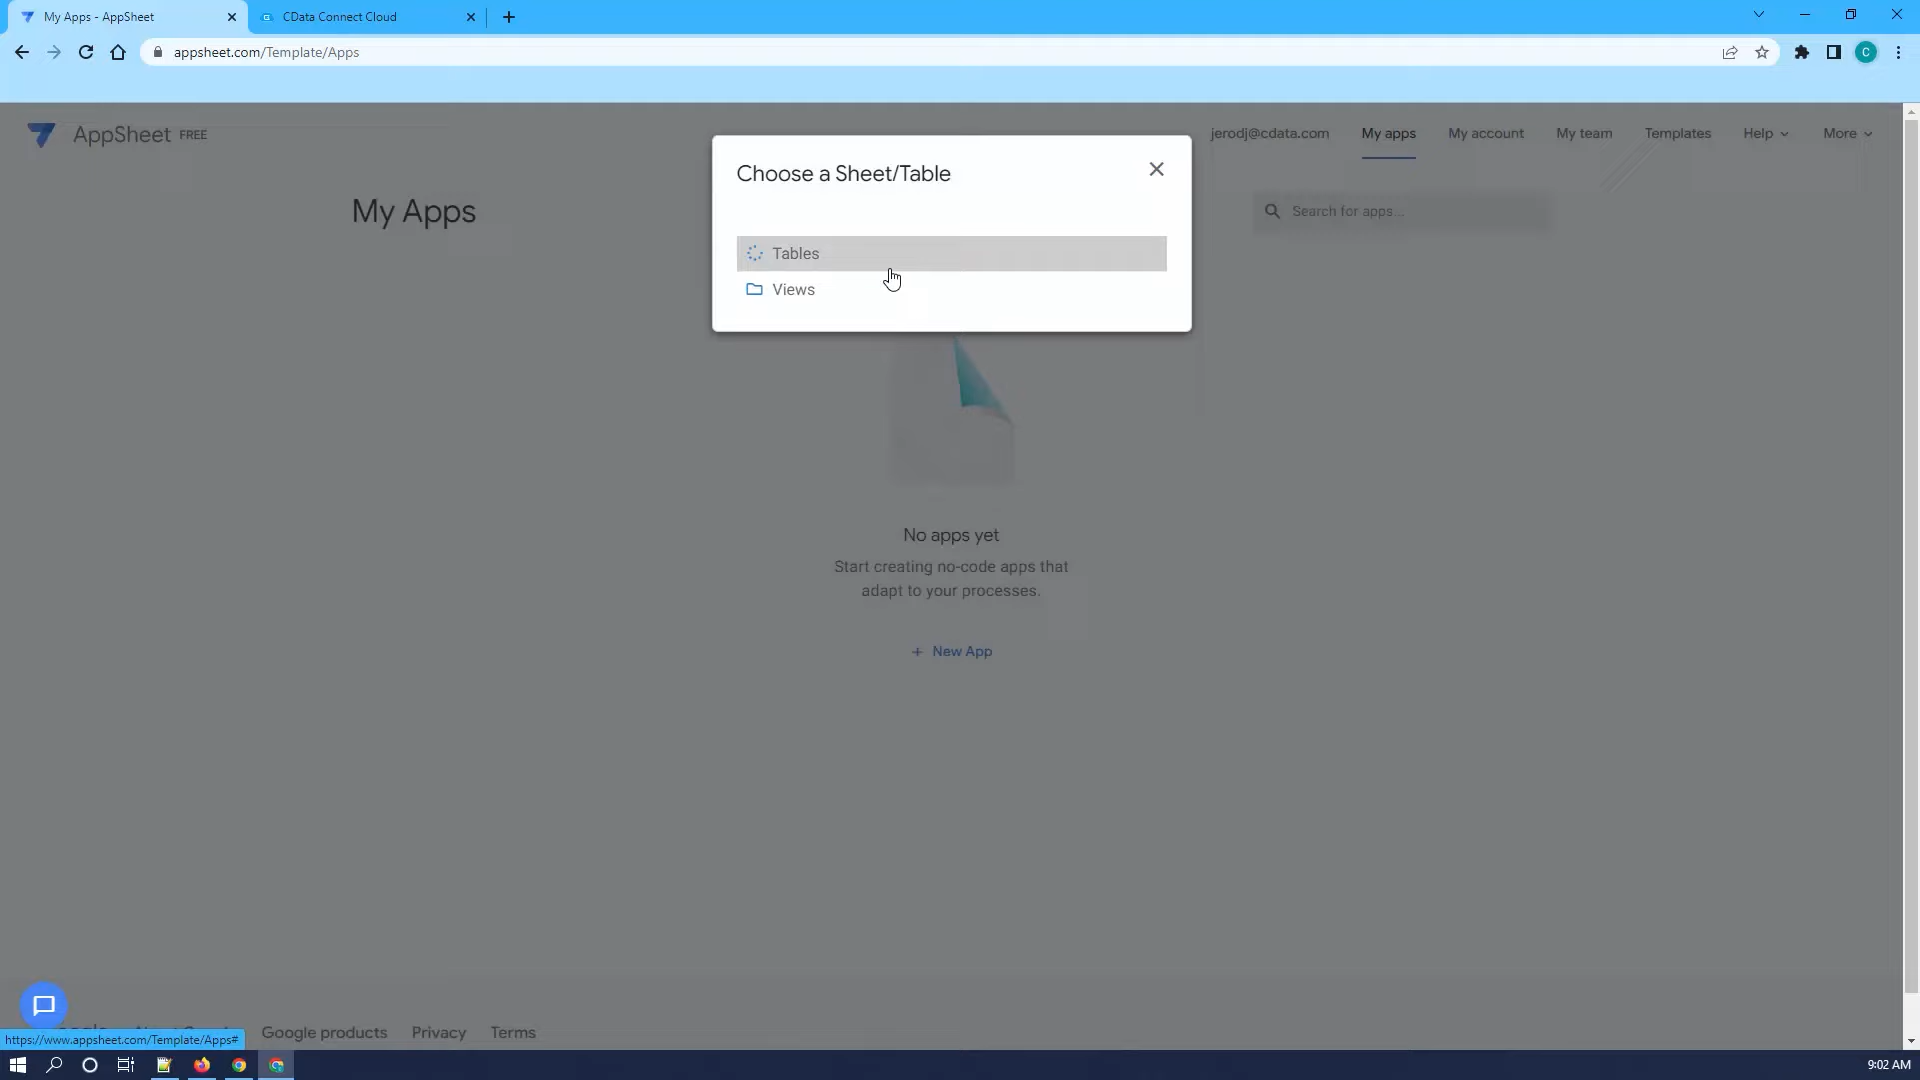 My Apps - AppSheet
CData Connect Cloud
appsheet.com/Template/Apps
C
AppSheet FREE
jerodj@cdata.com
My apps
My account
My team
Templates
Help
More
Choose a Sheet/Table
Tables
Views
My Apps
Search for apps...
No apps yet
Start creating no-code apps that
adapt to your processes.
+ New App
Google products
Privacy
Terms
https://www.appsheet.com/Template/Apps#
9:02 AM